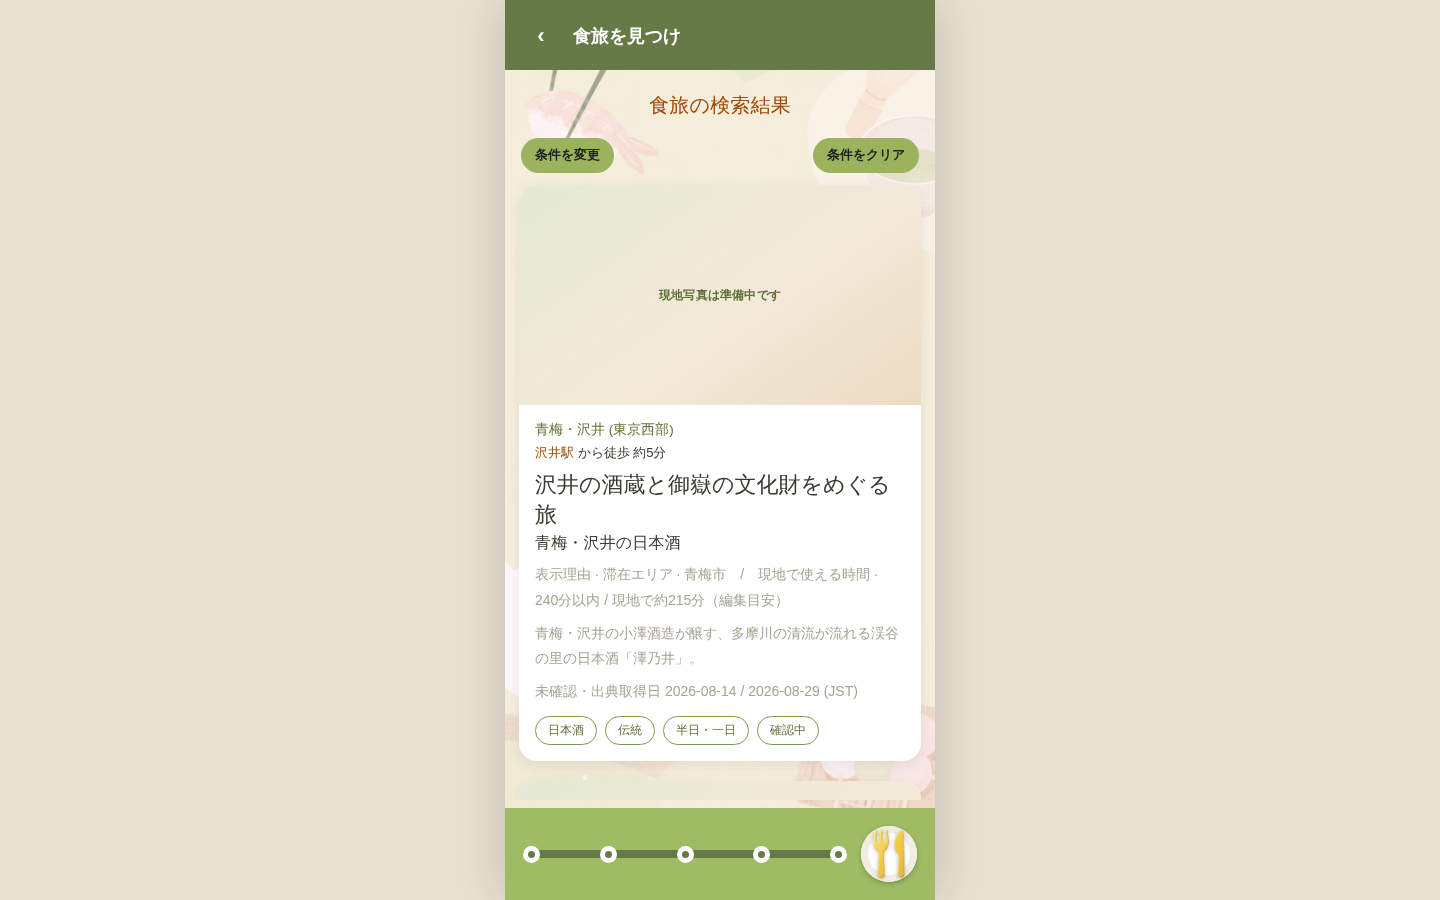 ‹ 食旅を見つけ
食旅の検索結果
条件を変更
条件をクリア
現地写真は準備中です
青梅・沢井 (東京西部)
沢井駅 から徒歩 約5分
沢井の酒蔵と御嶽の文化財をめぐる
旅
青梅・沢井の日本酒
表示理由 · 滞在エリア · 青梅市　/　現地で使える時間 ·
240分以内 / 現地で約215分（編集目安）
青梅・沢井の小澤酒造が醸す、多摩川の清流が流れる渓谷
の里の日本酒「澤乃井」。
未確認・出典取得日 2026-08-14 / 2026-08-29 (JST)
日本酒
伝統
半日・一日
確認中